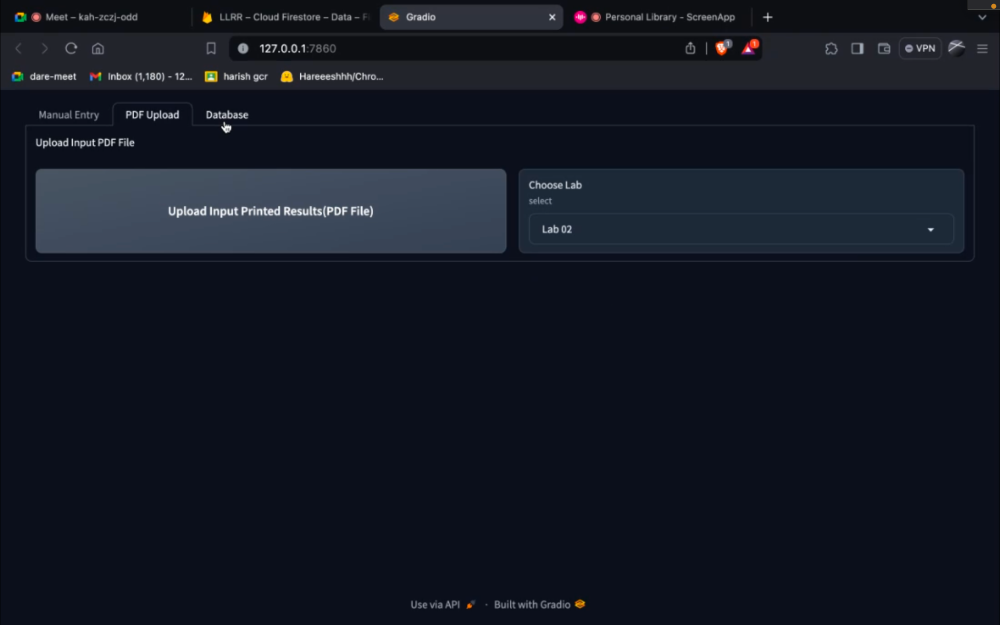 Meet – kah-zczj-odd
LLRR – Cloud Firestore – Data – Fi
Gradio
Personal Library - ScreenApp
127.0.0.1:7860
1
1
VPN
dare-meet
Inbox (1,180) - 12...
harish gcr
Hareeeshhh/Chro...
Manual Entry
PDF Upload
Database
Upload Input PDF File
Upload Input Printed Results(PDF File)
Choose Lab
select
Lab 02
Use via API · Built with Gradio